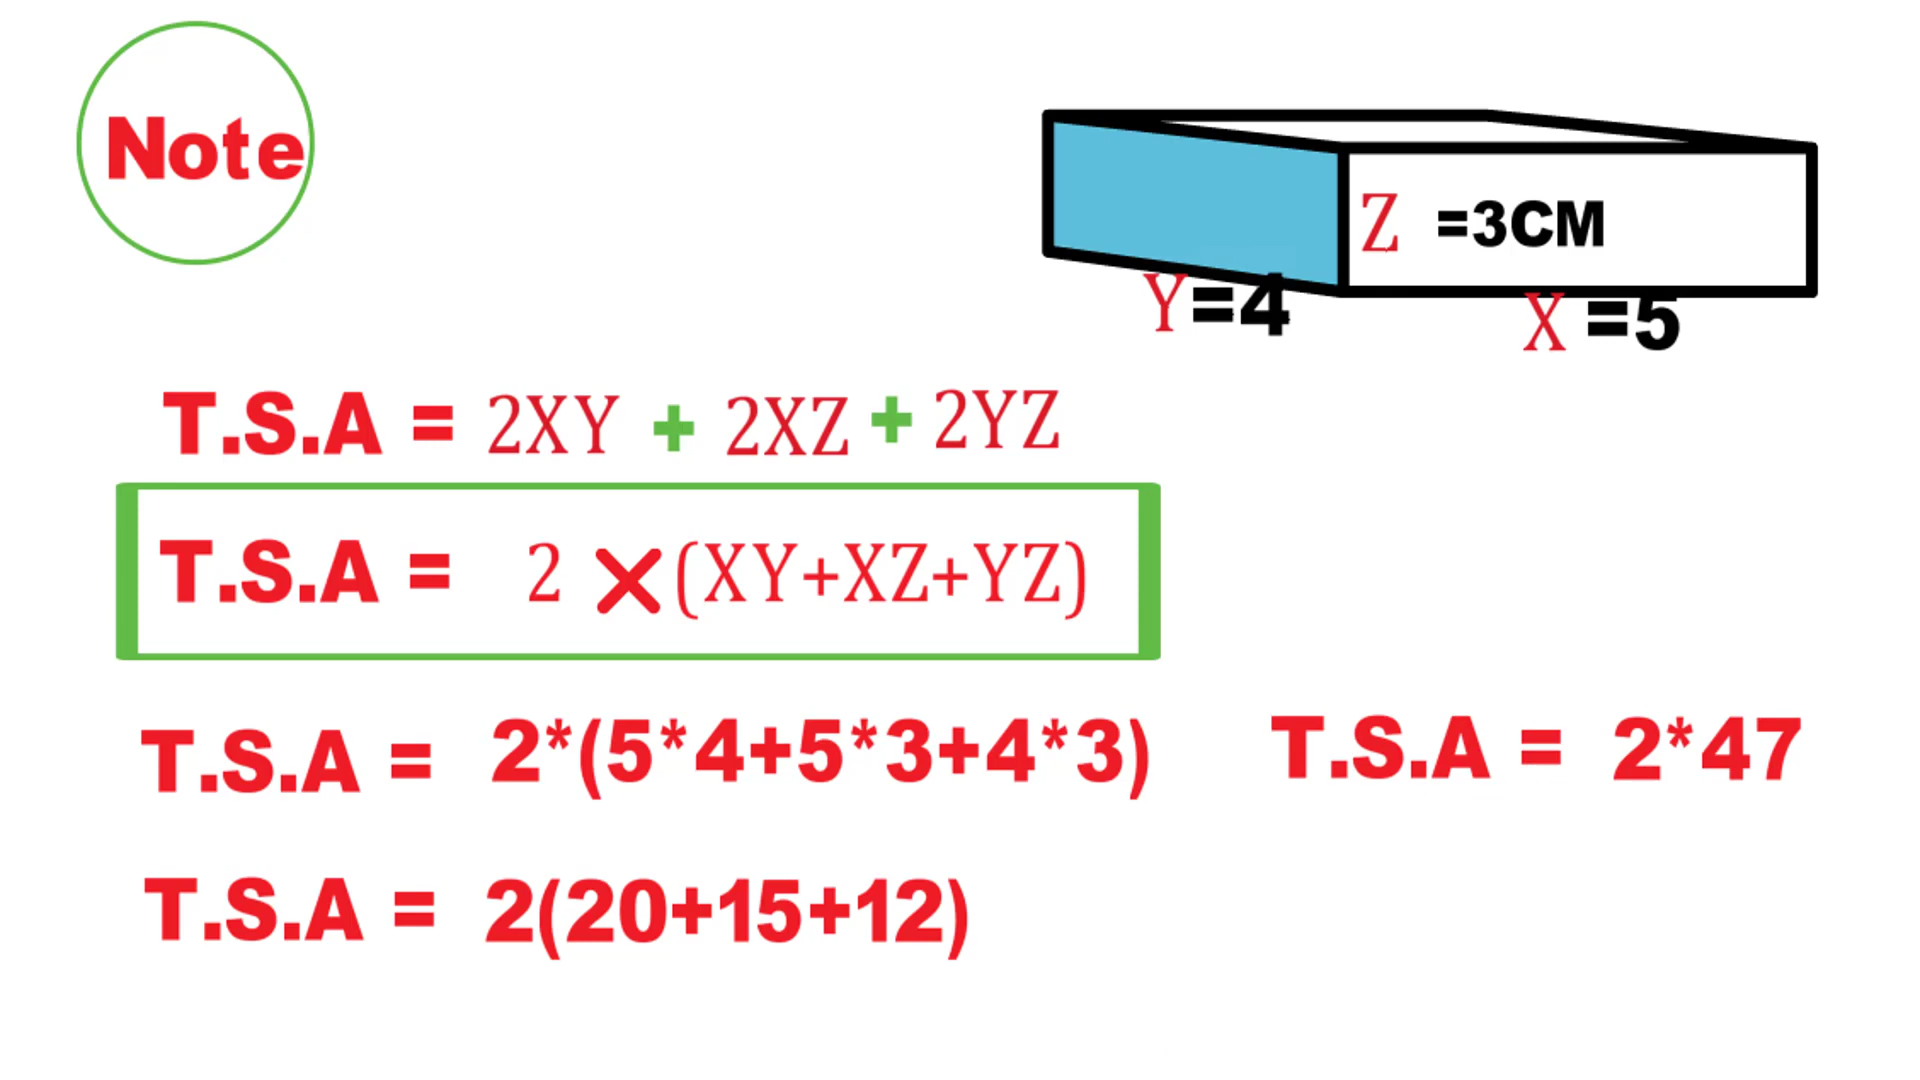 Note
Z =3CM
Y=4
X =5
T.S.A = 2XY + 2XZ + 2YZ
T.S.A = 2 ×(XY+XZ+YZ)
T.S.A = 2*(5*4+5*3+4*3)
T.S.A = 2*47
T.S.A = 2(20+15+12)